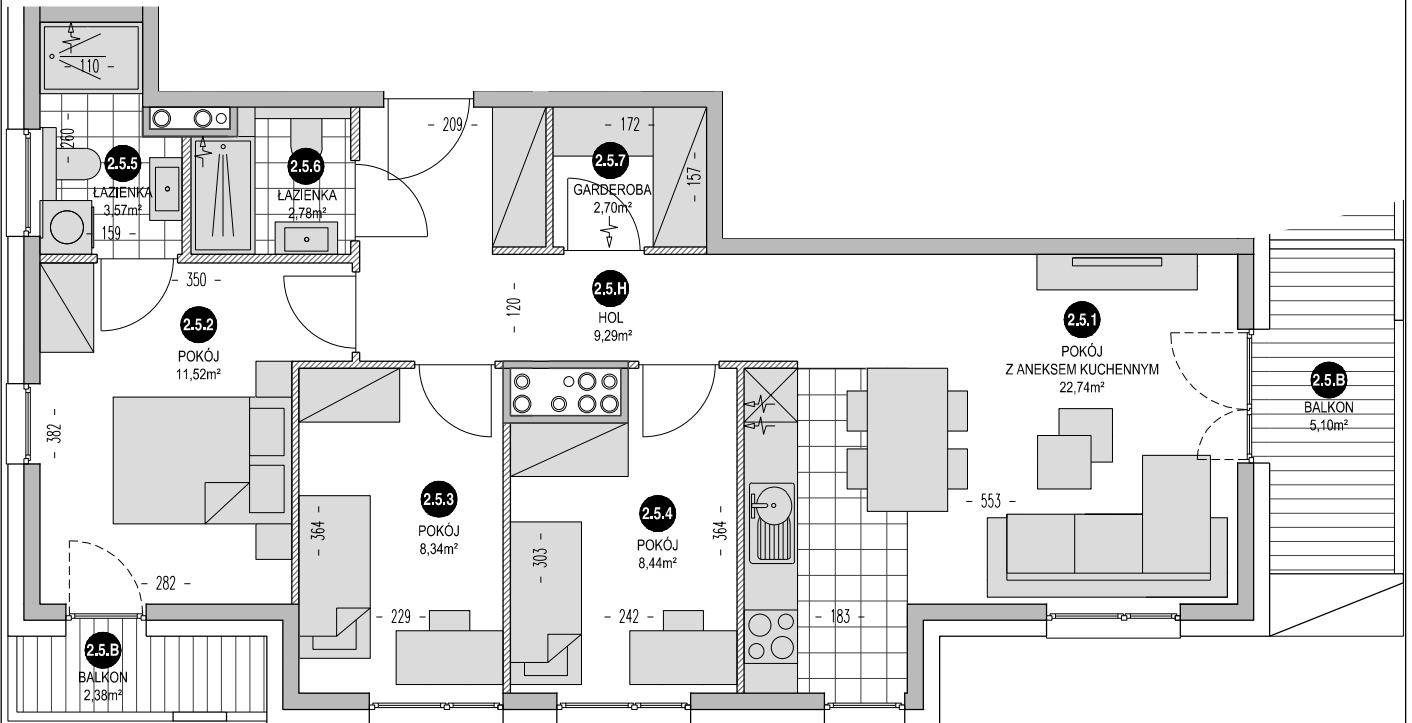 - 110 -
- 260 -
2.5.5
ŁAZIENKA
3,57m²
- 159 -
2.5.6
ŁAZIENKA
2,78m²
- 209 -
- 172 -
2.5.7
GARDEROBA
2,70m²
- 157 -
- 350 -
2.5.2
POKÓJ
11,52m²
- 382 -
- 282 -
- 120 -
2.5.H
HOL
9,29m²
2.5.1
POKÓJ
Z ANEKSEM KUCHENNYM
22,74m²
2.5.B
BALKON
5,10m²
2.5.3
POKÓJ
8,34m²
- 364 -
- 229 -
2.5.4
POKÓJ
8,44m²
- 303 -
- 364 -
- 242 -
- 553 -
- 183 -
2.5.B
BALKON
2,38m²